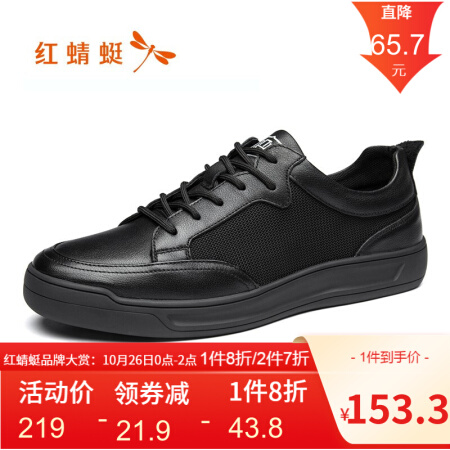 红蜻蜓
直降
65.7
元
红蜻蜓品牌大赏：10月26日0点-2点 1件8折/2件7折
-1件到手价-
活动价 领券减 1件8折
219 - 21.9 - 43.8
¥153.3